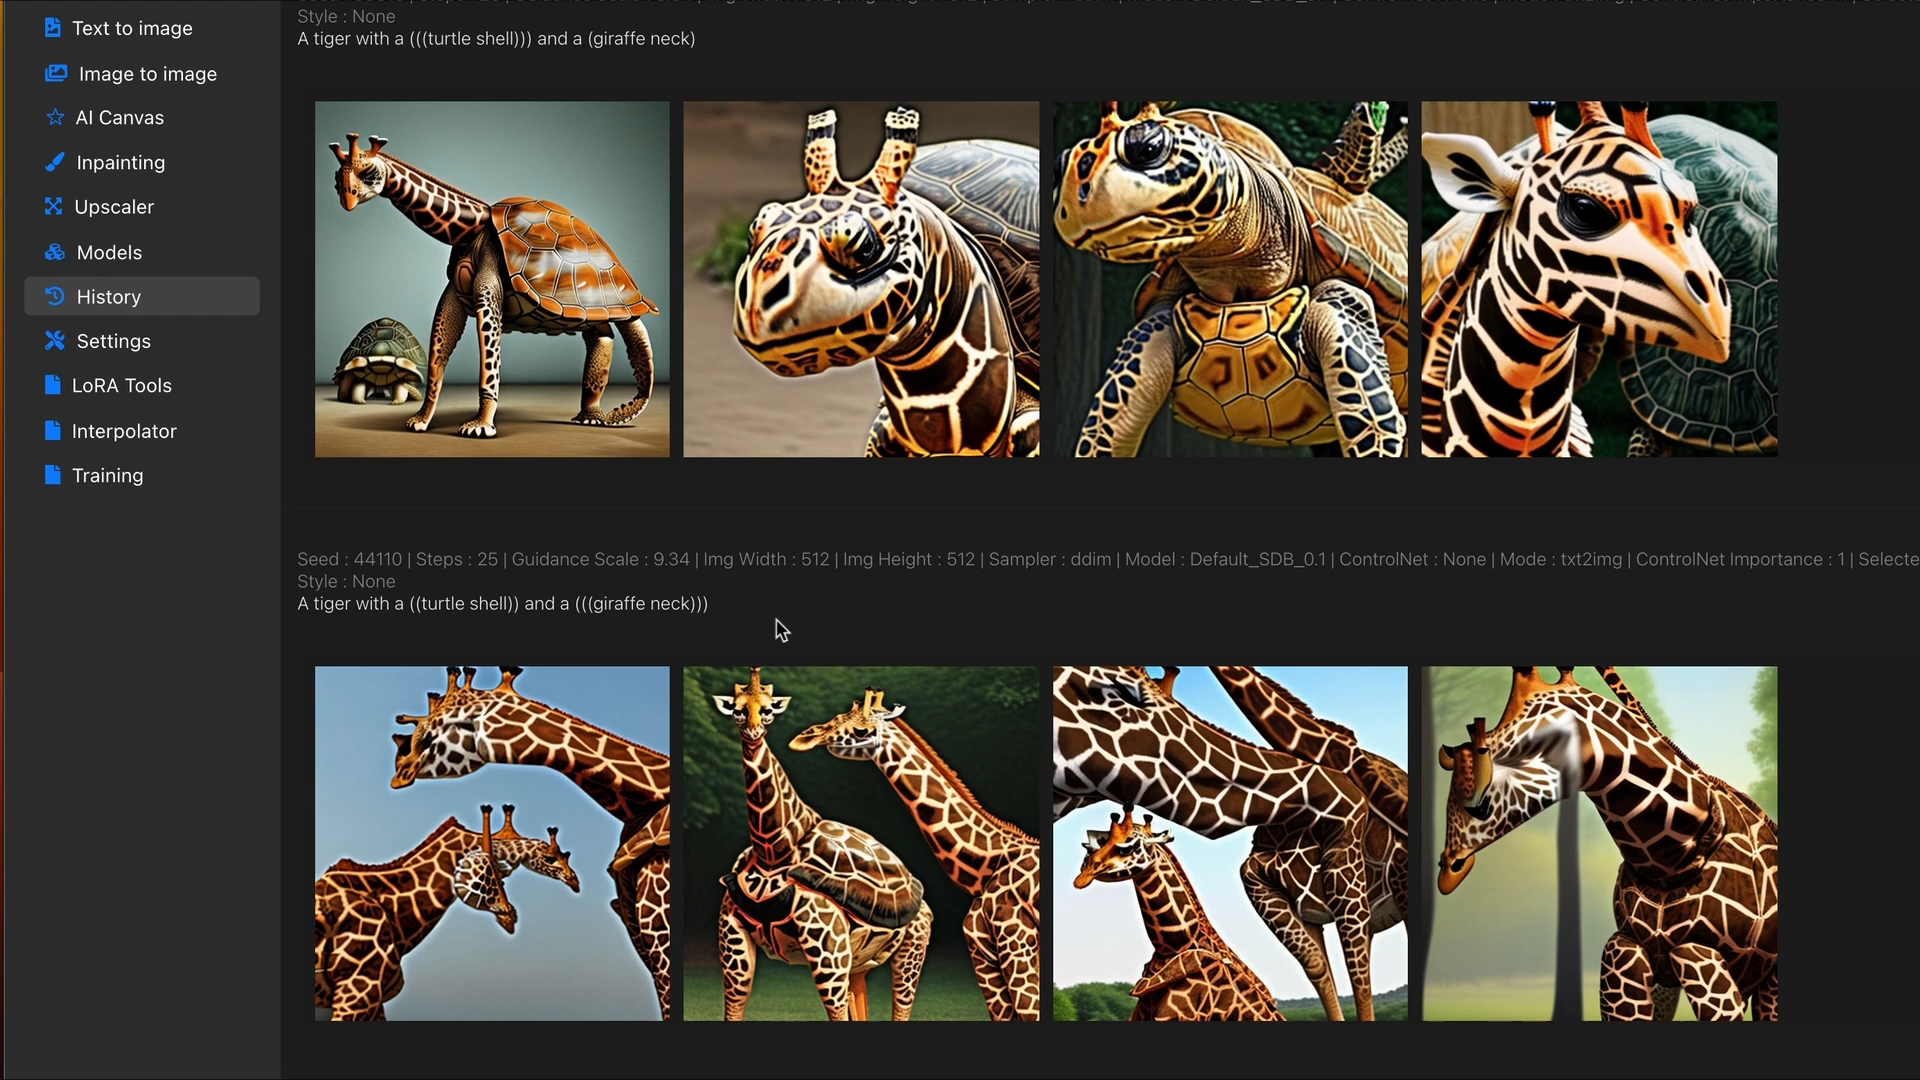 Text to image
Image to image
AI Canvas
Inpainting
Upscaler
Models
History
Settings
LoRA Tools
Interpolator
Training
Style : None
A tiger with a (((turtle shell))) and a (giraffe neck)
Seed : 44110 | Steps : 25 | Guidance Scale : 9.34 | Img Width : 512 | Img Height : 512 | Sampler : ddim | Model : Default_SDB_0.1 | ControlNet : None | Mode : txt2img | ControlNet Importance : 1 | Selecte
Style : None
A tiger with a ((turtle shell)) and a (((giraffe neck)))